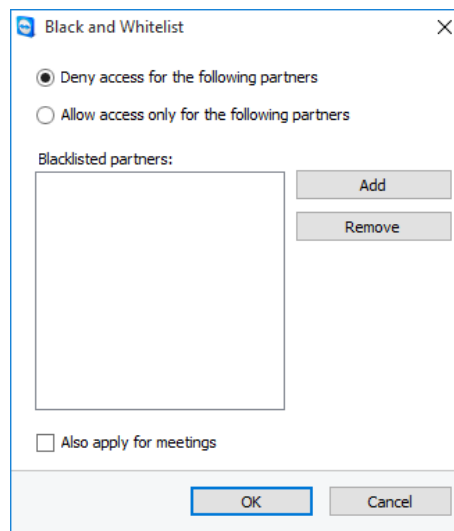 Black and Whitelist
Deny access for the following partners
Allow access only for the following partners
Blacklisted partners:
Add
Remove
Also apply for meetings
OK
Cancel